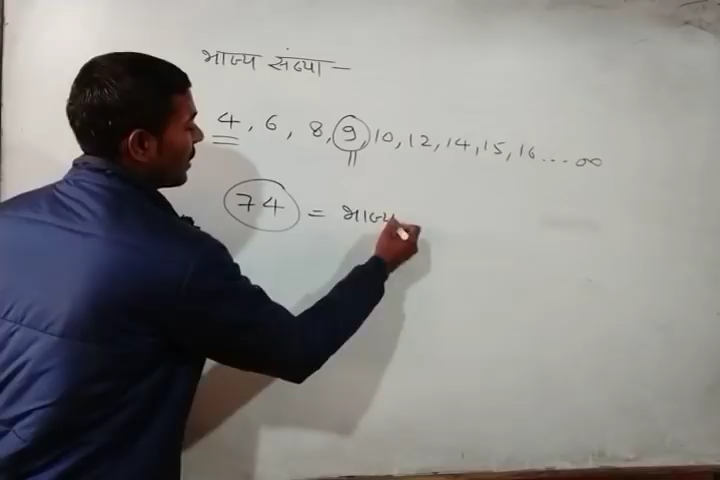 भाज्य संख्या –
4, 6, 8, 9, 10, 12, 14, 15, 16 ... ∞
74 = भाज्य